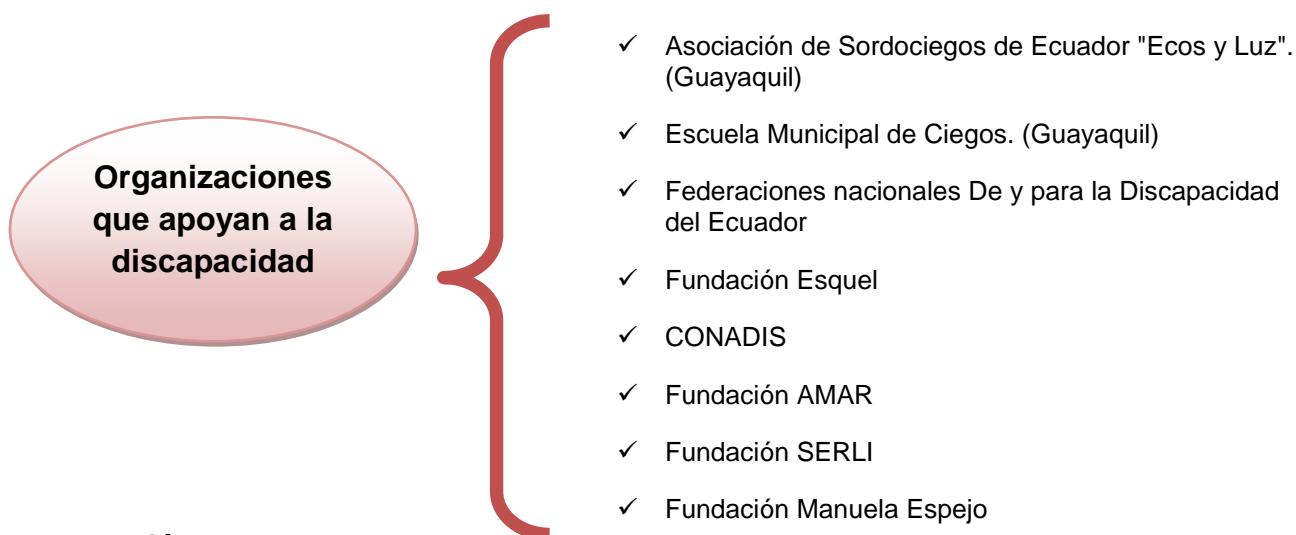 Organizaciones
que apoyan a la
discapacidad
✓ Asociación de Sordociegos de Ecuador "Ecos y Luz".
(Guayaquil)
✓ Escuela Municipal de Ciegos. (Guayaquil)
✓ Federaciones nacionales De y para la Discapacidad
del Ecuador
✓ Fundación Esquel
✓ CONADIS
✓ Fundación AMAR
✓ Fundación SERLI
✓ Fundación Manuela Espejo